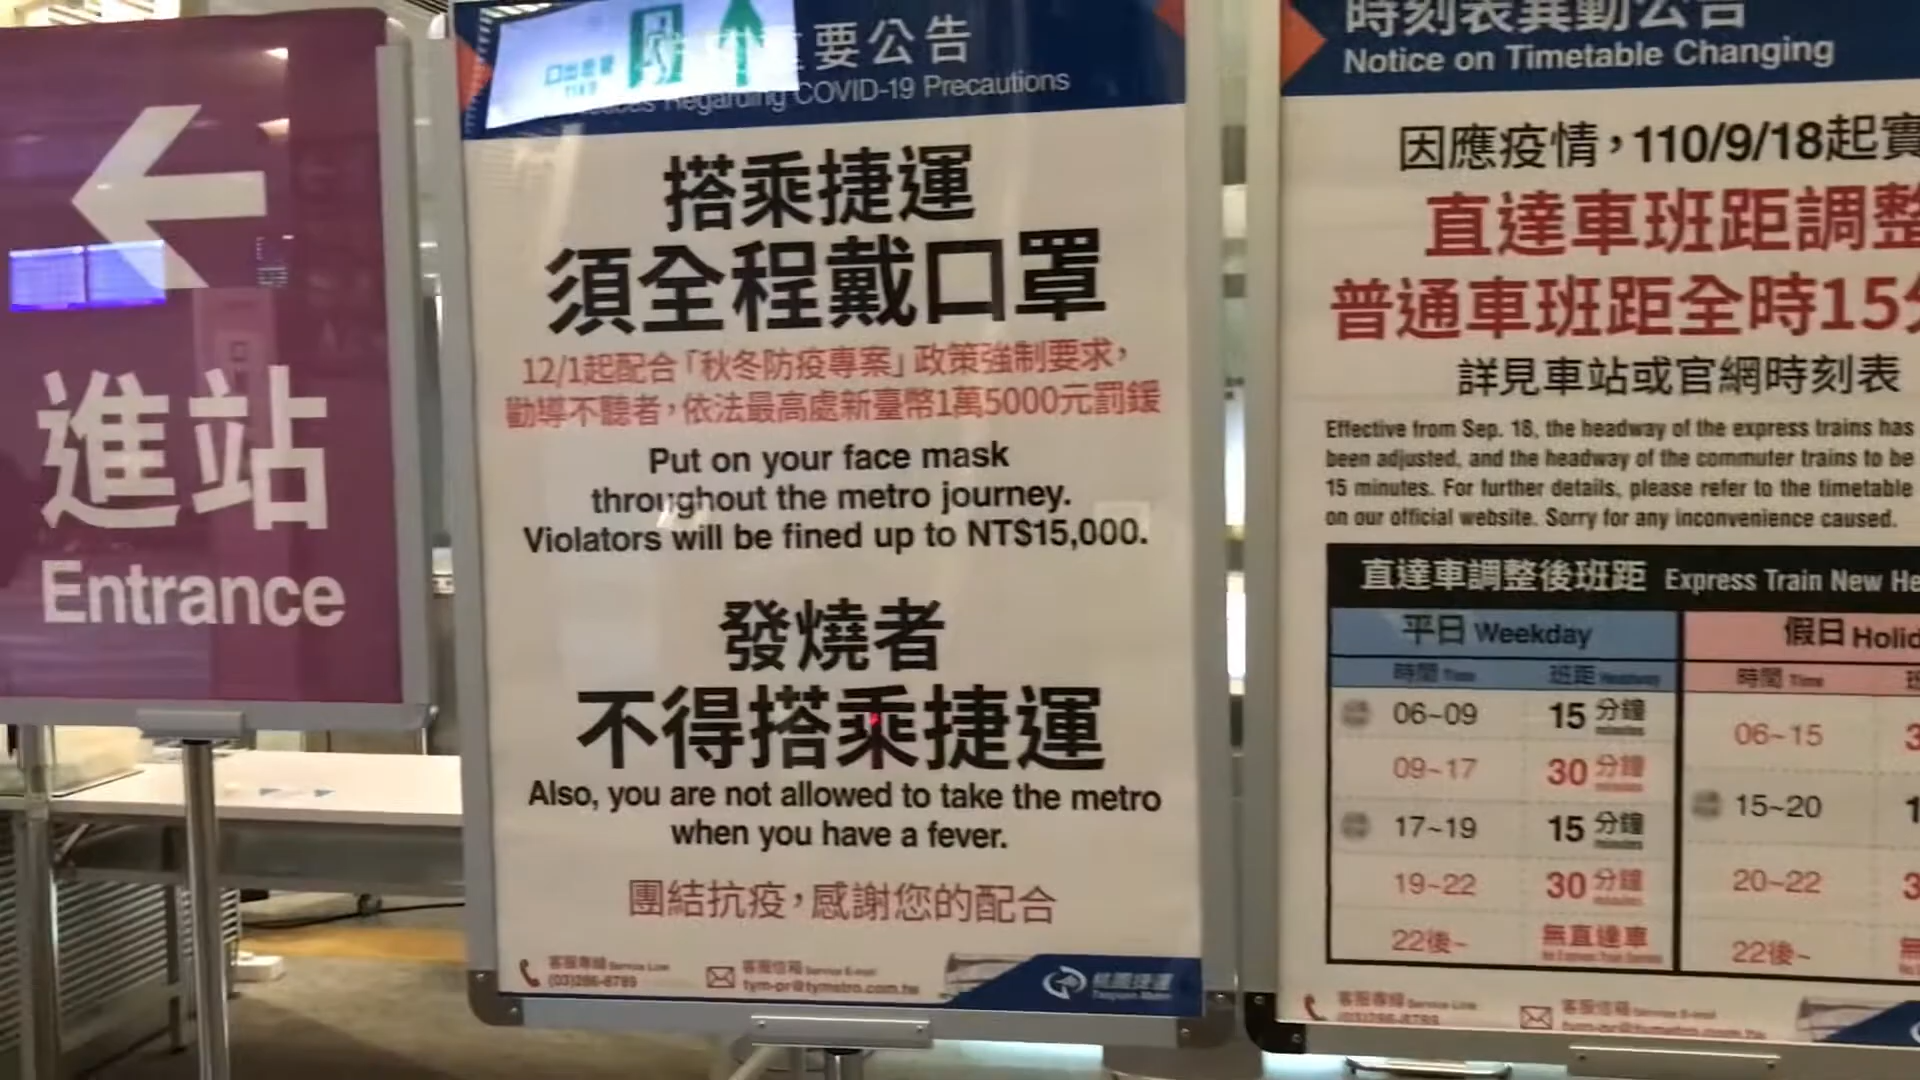 進站
Entrance
要公告
Regarding COVID-19 Precautions
搭乘捷運
須全程戴口罩
12/1起配合「秋冬防疫專案」政策強制要求，
勸導不聽者，依法最高處新臺幣1萬5000元罰鍰
Put on your face mask
throughout the metro journey.
Violators will be fined up to NT$15,000.
發燒者
不得搭乘捷運
Also, you are not allowed to take the metro
when you have a fever.
團結抗疫，感謝您的配合
客服專線 Service Line
(03)286-8789
客服信箱 Service E-mail
tym-pr@tymetro.com.tw
桃園捷運
Taoyuan Metro
時刻表異動公告
Notice on Timetable Changing
因應疫情，110/9/18起實
直達車班距調整
普通車班距全時15分
詳見車站或官網時刻表
Effective from Sep. 18, the headway of the express trains has
been adjusted, and the headway of the commuter trains to be
15 minutes. For further details, please refer to the timetable
on our official website. Sorry for any inconvenience caused.
直達車調整後班距 Express Train New He
平日 Weekday 假日 Holid
時間 Time 班距 Headway 時間 Time
06~09 15 分鐘 minutes 06~15
09~17 30 分鐘 minutes
17~19 15 分鐘 minutes 15~20
19~22 30 分鐘 minutes 20~22
22後~ 無直達車 22後~
客服專線 Service Line
(03)286-8789
客服信箱 Service E-mail
tym-pr@tymetro.com.tw